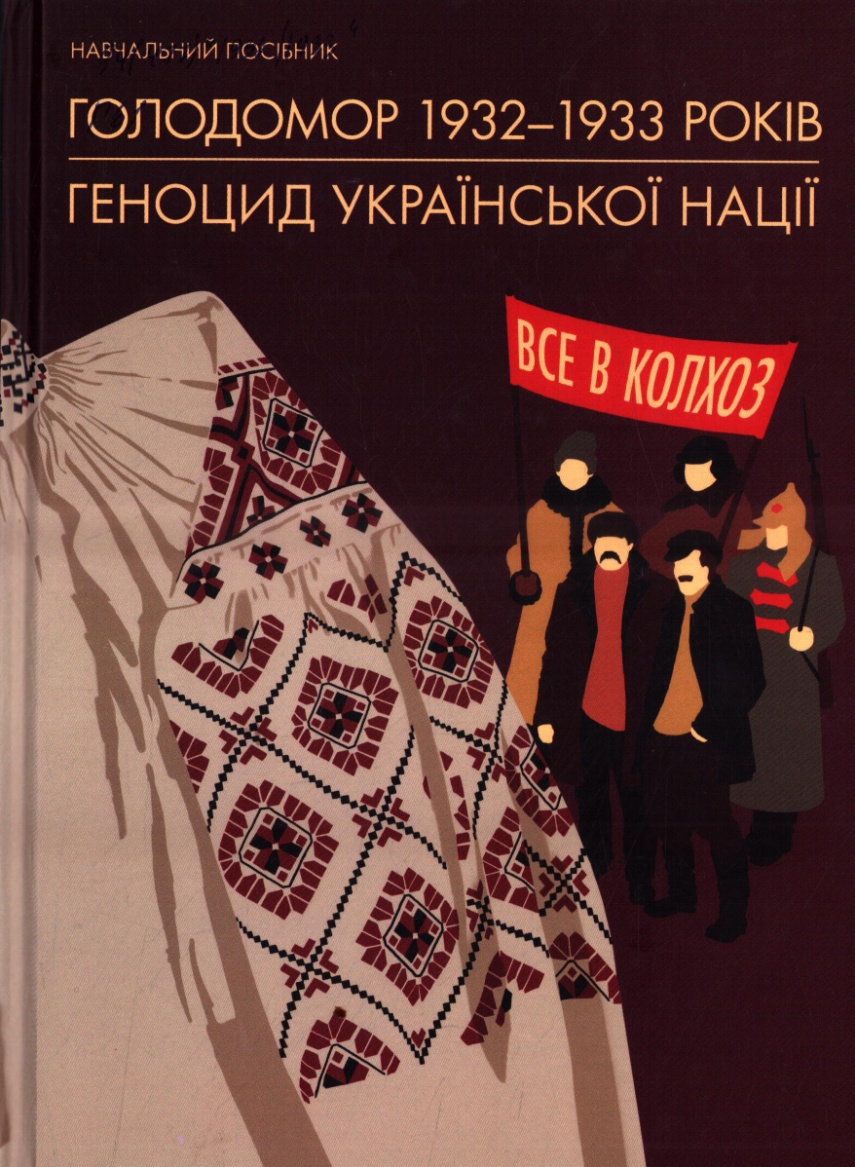 НАВЧАЛЬНИЙ ПОСІБНИК
ГОЛОДОМОР 1932–1933 РОКІВ
ГЕНОЦИД УКРАЇНСЬКОЇ НАЦІЇ
ВСЕ В КОЛХОЗ